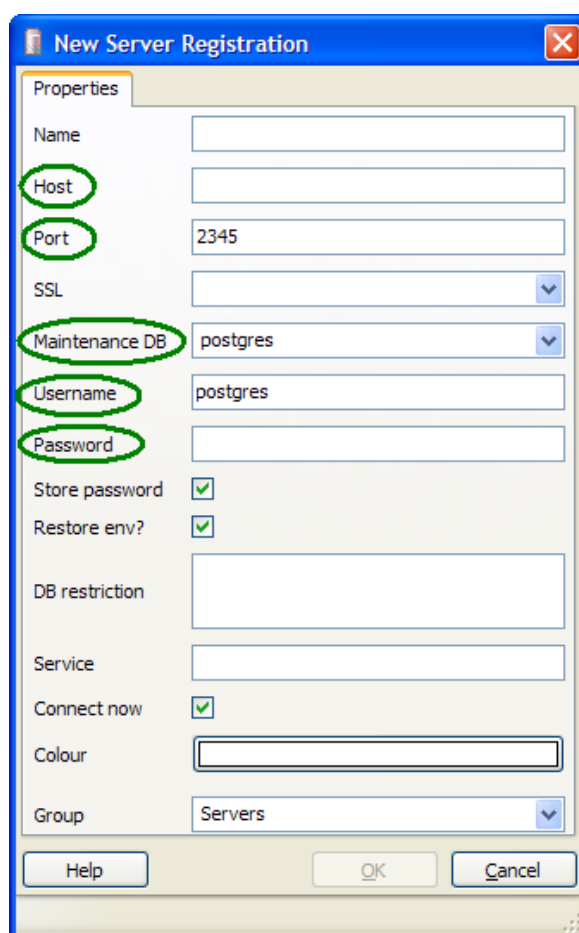 New Server Registration
Properties
Name
Host
Port 2345
SSL
Maintenance DB postgres
Username postgres
Password
Store password
Restore env?
DB restriction
Service
Connect now
Colour
Group Servers
Help OK Cancel